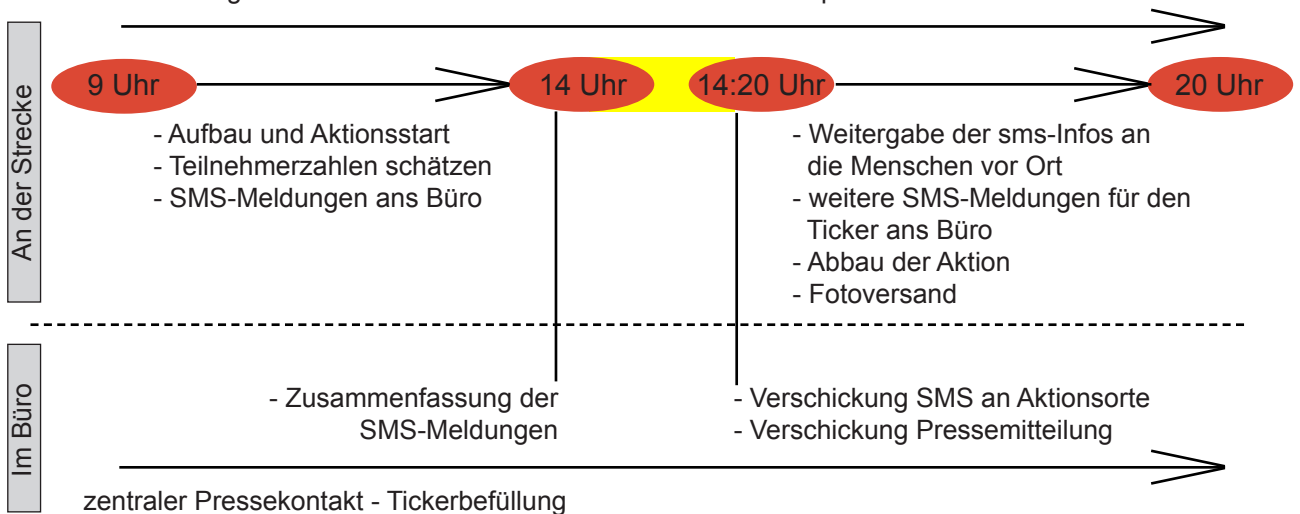 An der Strecke
9 Uhr
14 Uhr
14:20 Uhr
20 Uhr
- Aufbau und Aktionsstart
- Teilnehmerzahlen schätzen
- SMS-Meldungen ans Büro
- Weitergabe der sms-Infos an
die Menschen vor Ort
- weitere SMS-Meldungen für den
Ticker ans Büro
- Abbau der Aktion
- Fotoversand
Im Büro
- Zusammenfassung der
SMS-Meldungen
- Verschickung SMS an Aktionsorte
- Verschickung Pressemitteilung
zentraler Pressekontakt - Tickerbefüllung